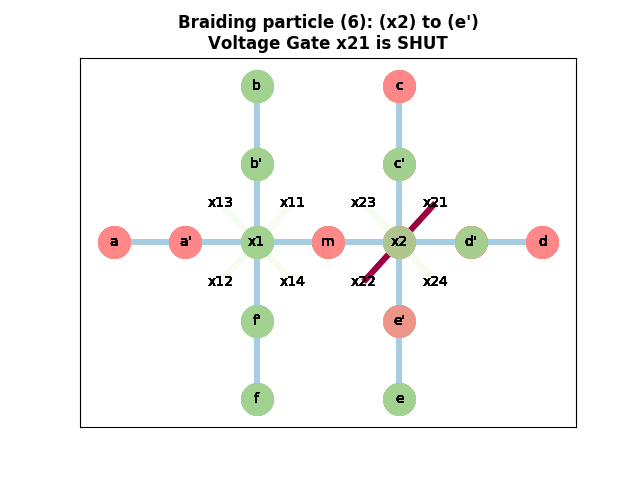 Braiding particle (6): (x2) to (e')
Voltage Gate x21 is SHUT
b c
b' c'
x13 x11 x23 x21
a a' x1 m x2 d' d
x12 x14 x22 x24
f' e'
f e